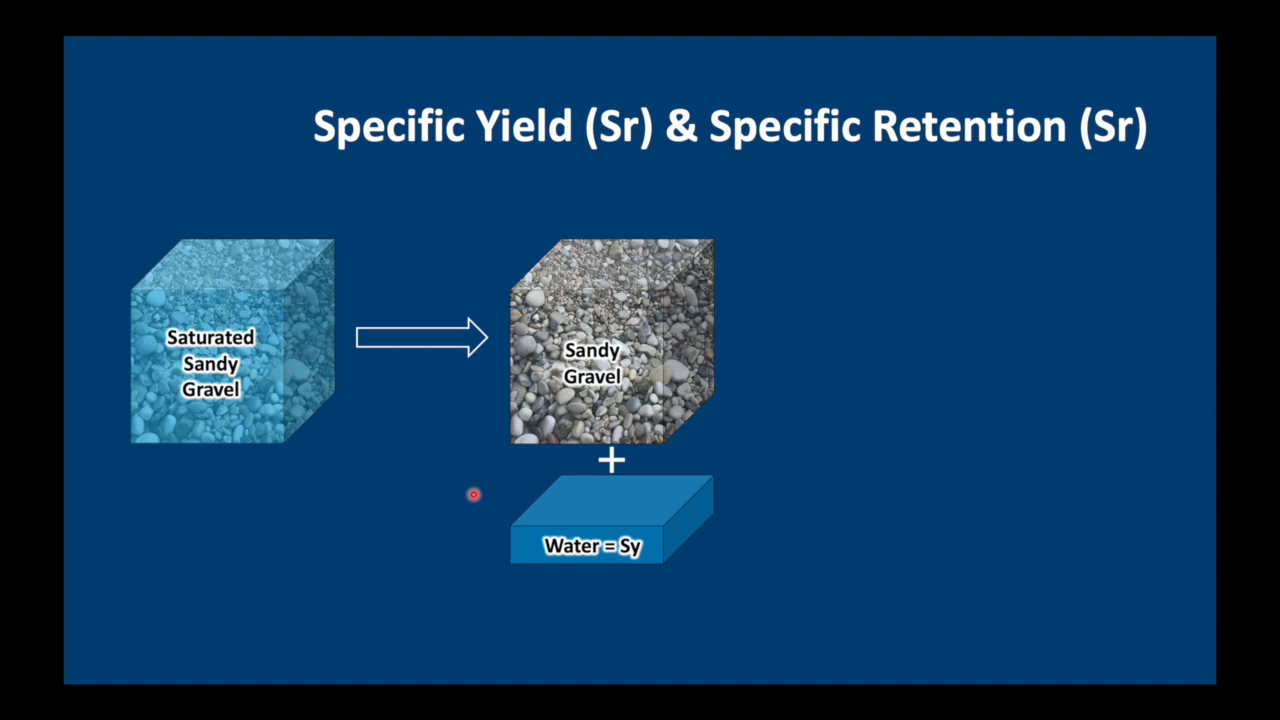 Specific Yield (Sr) & Specific Retention (Sr)
Saturated
Sandy
Gravel
Sandy
Gravel
+
Water = Sy